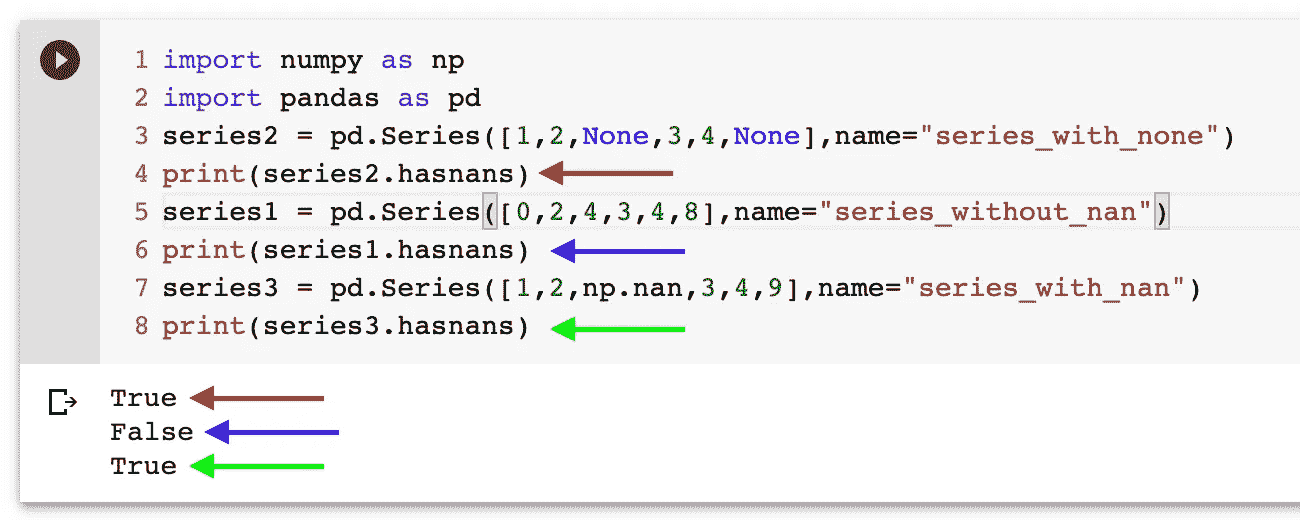 1 import numpy as np
2 import pandas as pd
3 series2 = pd.Series([1,2,None,3,4,None],name="series_with_none")
4 print(series2.hasnans)
5 series1 = pd.Series([0,2,4,3,4,8],name="series_without_nan")
6 print(series1.hasnans)
7 series3 = pd.Series([1,2,np.nan,3,4,9],name="series_with_nan")
8 print(series3.hasnans)
True
False
True